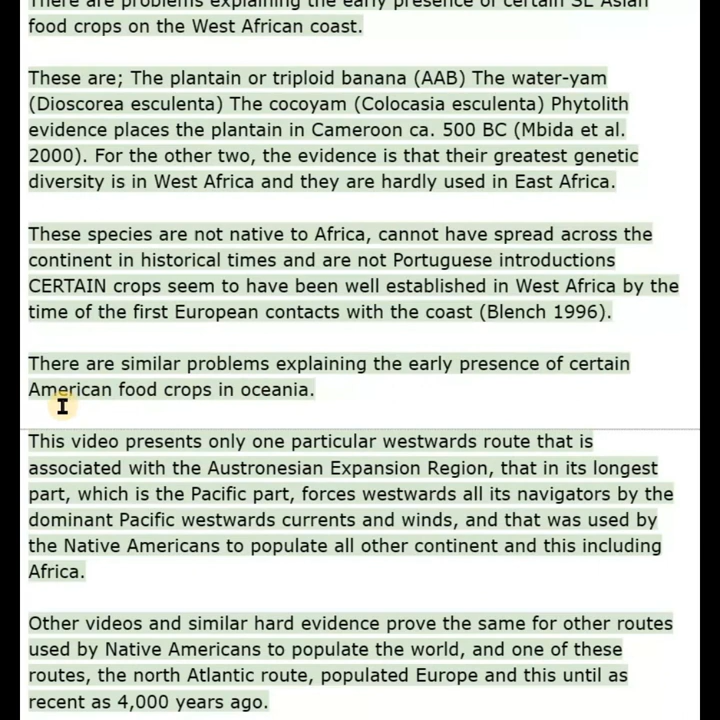 There are problems explaining the early presence of certain SE Asian
food crops on the West African coast.
These are; The plantain or triploid banana (AAB) The water-yam
(Dioscorea esculenta) The cocoyam (Colocasia esculenta) Phytolith
evidence places the plantain in Cameroon ca. 500 BC (Mbida et al.
2000). For the other two, the evidence is that their greatest genetic
diversity is in West Africa and they are hardly used in East Africa.
These species are not native to Africa, cannot have spread across the
continent in historical times and are not Portuguese introductions
CERTAIN crops seem to have been well established in West Africa by the
time of the first European contacts with the coast (Blench 1996).
There are similar problems explaining the early presence of certain
American food crops in oceania.
This video presents only one particular westwards route that is
associated with the Austronesian Expansion Region, that in its longest
part, which is the Pacific part, forces westwards all its navigators by the
dominant Pacific westwards currents and winds, and that was used by
the Native Americans to populate all other continent and this including
Africa.
Other videos and similar hard evidence prove the same for other routes
used by Native Americans to populate the world, and one of these
routes, the north Atlantic route, populated Europe and this until as
recent as 4,000 years ago.